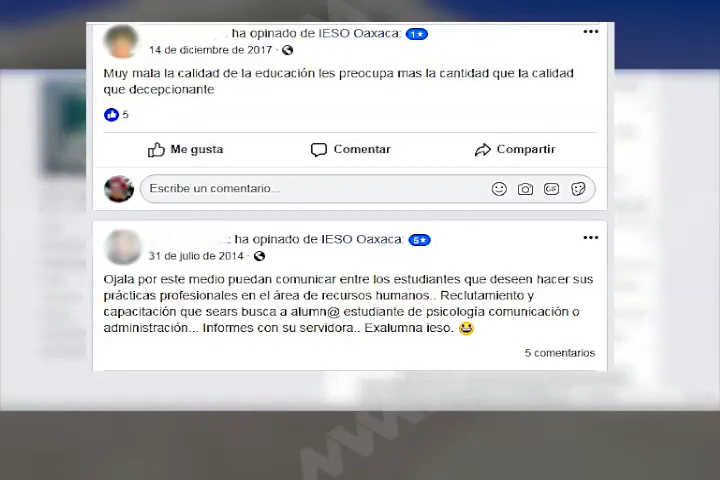 ha opinado de IESO Oaxaca: 1★
14 de diciembre de 2017 ·
Muy mala la calidad de la educación les preocupa mas la cantidad que la calidad
que decepcionante
5
Me gusta Comentar Compartir
Escribe un comentario... GIF
ha opinado de IESO Oaxaca: 5★
31 de julio de 2014 ·
Ojala por este medio puedan comunicar entre los estudiantes que deseen hacer sus
prácticas profesionales en el área de recursos humanos.. Reclutamiento y
capacitación que sears busca a alumn@ estudiante de psicología comunicación o
administración... Informes con su servidora.. Exalumna ieso. 😀
5 comentarios